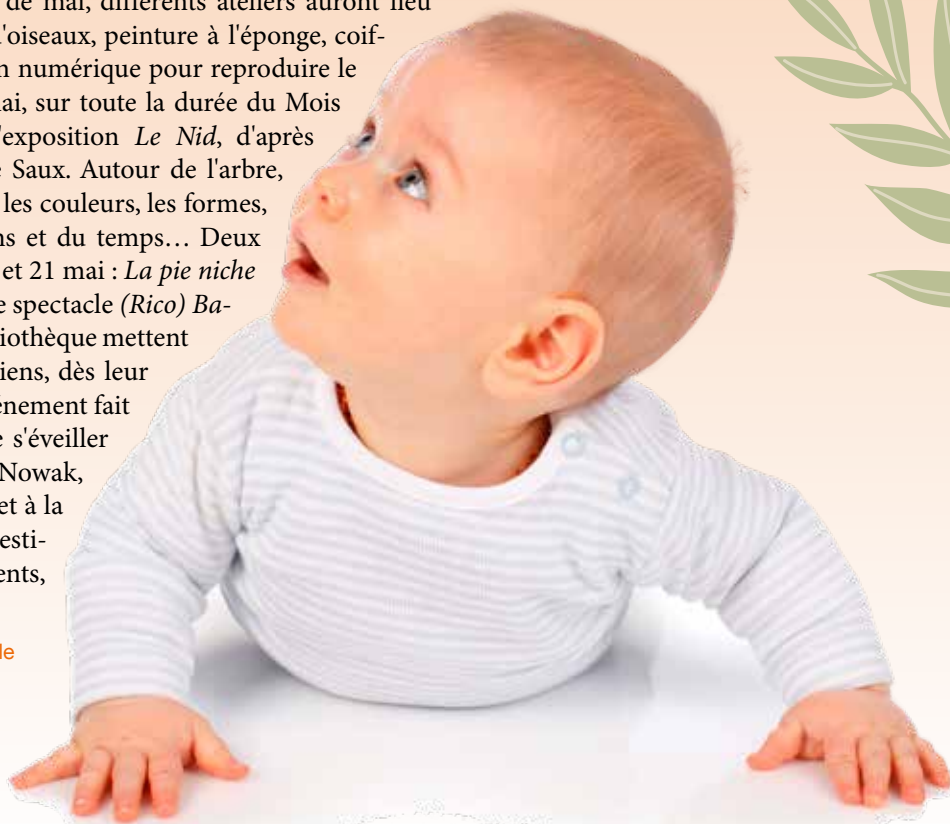 de mai, différents ateliers auront lieu
d'oiseaux, peinture à l'éponge, coif-
n numérique pour reproduire le
ai, sur toute la durée du Mois
'exposition Le Nid, d'après
e Saux. Autour de l'arbre,
les couleurs, les formes,
ns et du temps… Deux
et 21 mai : La pie niche
e spectacle (Rico) Ba-
liothèque mettent
iens, dès leur
énement fait
e s'éveiller
Nowak,
et à la
esti-
ents,
le